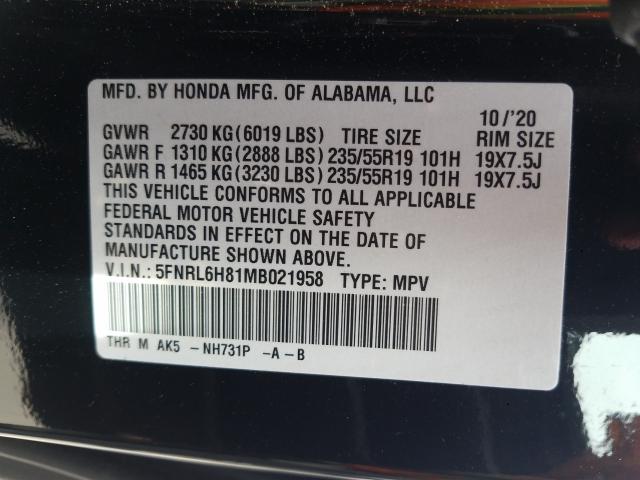 MFD. BY HONDA MFG. OF ALABAMA, LLC
10/'20
GVWR 2730 KG(6019 LBS) TIRE SIZE RIM SIZE
GAWR F 1310 KG(2888 LBS) 235/55R19 101H 19X7.5J
GAWR R 1465 KG(3230 LBS) 235/55R19 101H 19X7.5J
THIS VEHICLE CONFORMS TO ALL APPLICABLE
FEDERAL MOTOR VEHICLE SAFETY
STANDARDS IN EFFECT ON THE DATE OF
MANUFACTURE SHOWN ABOVE.
V.I.N.: 5FNRL6H81MB021958 TYPE: MPV
THR M AK5 -NH731P -A-B